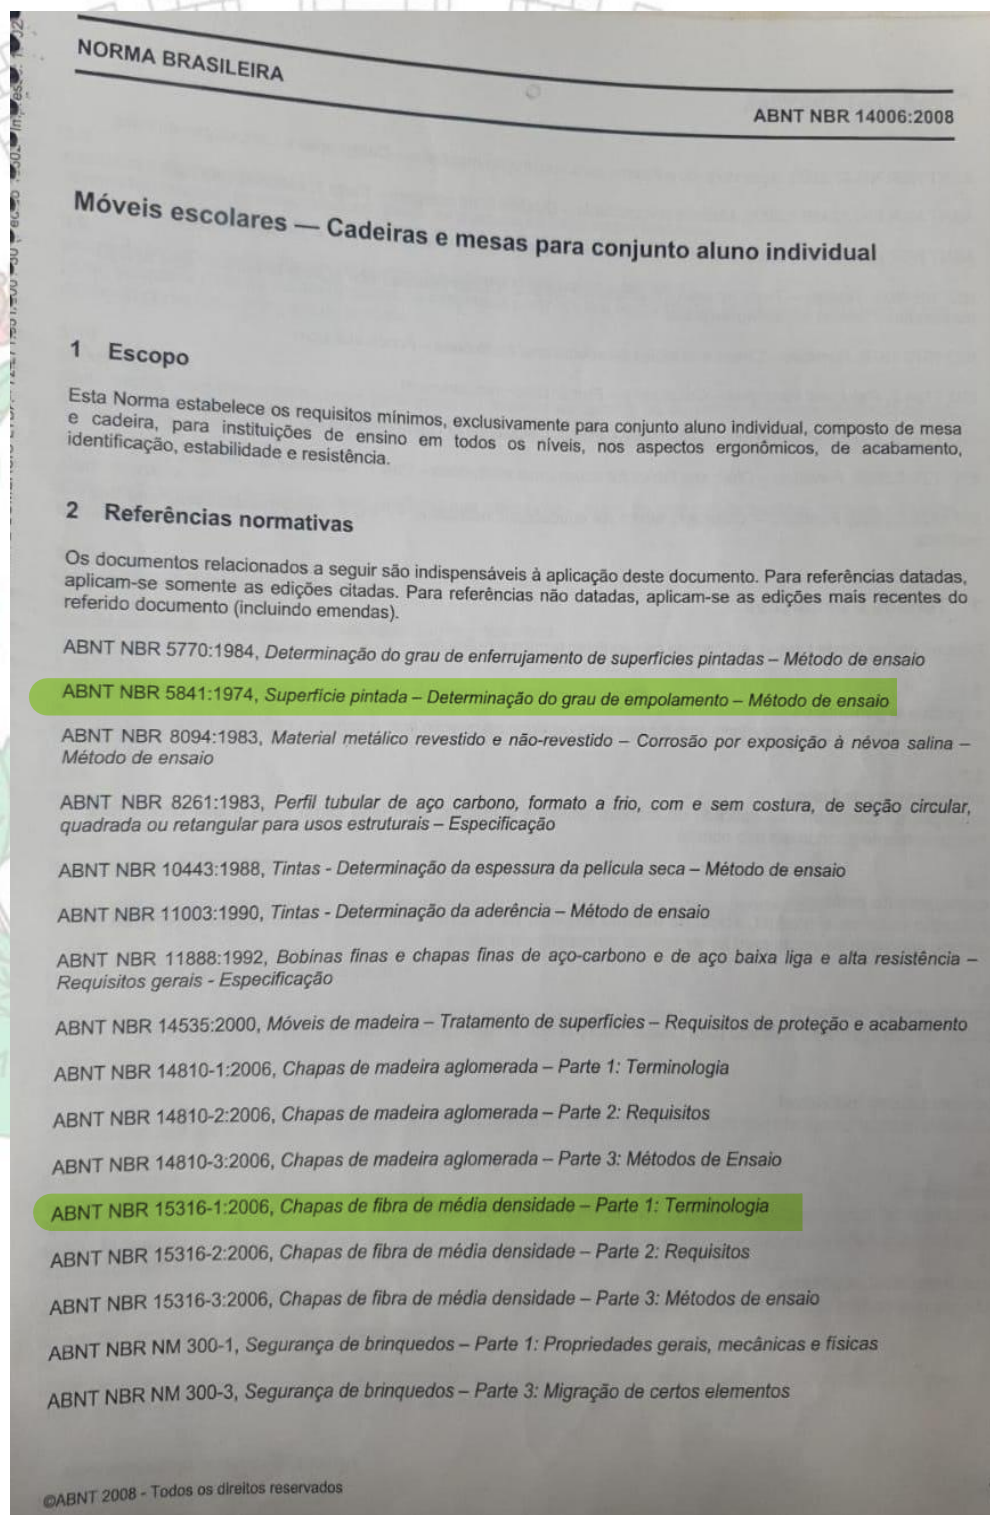 NORMA BRASILEIRA
ABNT NBR 14006:2008
Móveis escolares — Cadeiras e mesas para conjunto aluno individual
1 Escopo
Esta Norma estabelece os requisitos mínimos, exclusivamente para conjunto aluno individual, composto de mesa
e cadeira, para instituições de ensino em todos os níveis, nos aspectos ergonômicos, de acabamento,
identificação, estabilidade e resistência.
2 Referências normativas
Os documentos relacionados a seguir são indispensáveis à aplicação deste documento. Para referências datadas,
aplicam-se somente as edições citadas. Para referências não datadas, aplicam-se as edições mais recentes do
referido documento (incluindo emendas).
ABNT NBR 5770:1984, Determinação do grau de enferrujamento de superfícies pintadas – Método de ensaio
ABNT NBR 5841:1974, Superfície pintada – Determinação do grau de empolamento – Método de ensaio
ABNT NBR 8094:1983, Material metálico revestido e não-revestido – Corrosão por exposição à névoa salina –
Método de ensaio
ABNT NBR 8261:1983, Perfil tubular de aço carbono, formato a frio, com e sem costura, de seção circular,
quadrada ou retangular para usos estruturais – Especificação
ABNT NBR 10443:1988, Tintas - Determinação da espessura da película seca – Método de ensaio
ABNT NBR 11003:1990, Tintas - Determinação da aderência – Método de ensaio
ABNT NBR 11888:1992, Bobinas finas e chapas finas de aço-carbono e de aço baixa liga e alta resistência –
Requisitos gerais - Especificação
ABNT NBR 14535:2000, Móveis de madeira – Tratamento de superfícies – Requisitos de proteção e acabamento
ABNT NBR 14810-1:2006, Chapas de madeira aglomerada – Parte 1: Terminologia
ABNT NBR 14810-2:2006, Chapas de madeira aglomerada – Parte 2: Requisitos
ABNT NBR 14810-3:2006, Chapas de madeira aglomerada – Parte 3: Métodos de Ensaio
ABNT NBR 15316-1:2006, Chapas de fibra de média densidade – Parte 1: Terminologia
ABNT NBR 15316-2:2006, Chapas de fibra de média densidade – Parte 2: Requisitos
ABNT NBR 15316-3:2006, Chapas de fibra de média densidade – Parte 3: Métodos de ensaio
ABNT NBR NM 300-1, Segurança de brinquedos – Parte 1: Propriedades gerais, mecânicas e físicas
ABNT NBR NM 300-3, Segurança de brinquedos – Parte 3: Migração de certos elementos
©ABNT 2008 - Todos os direitos reservados